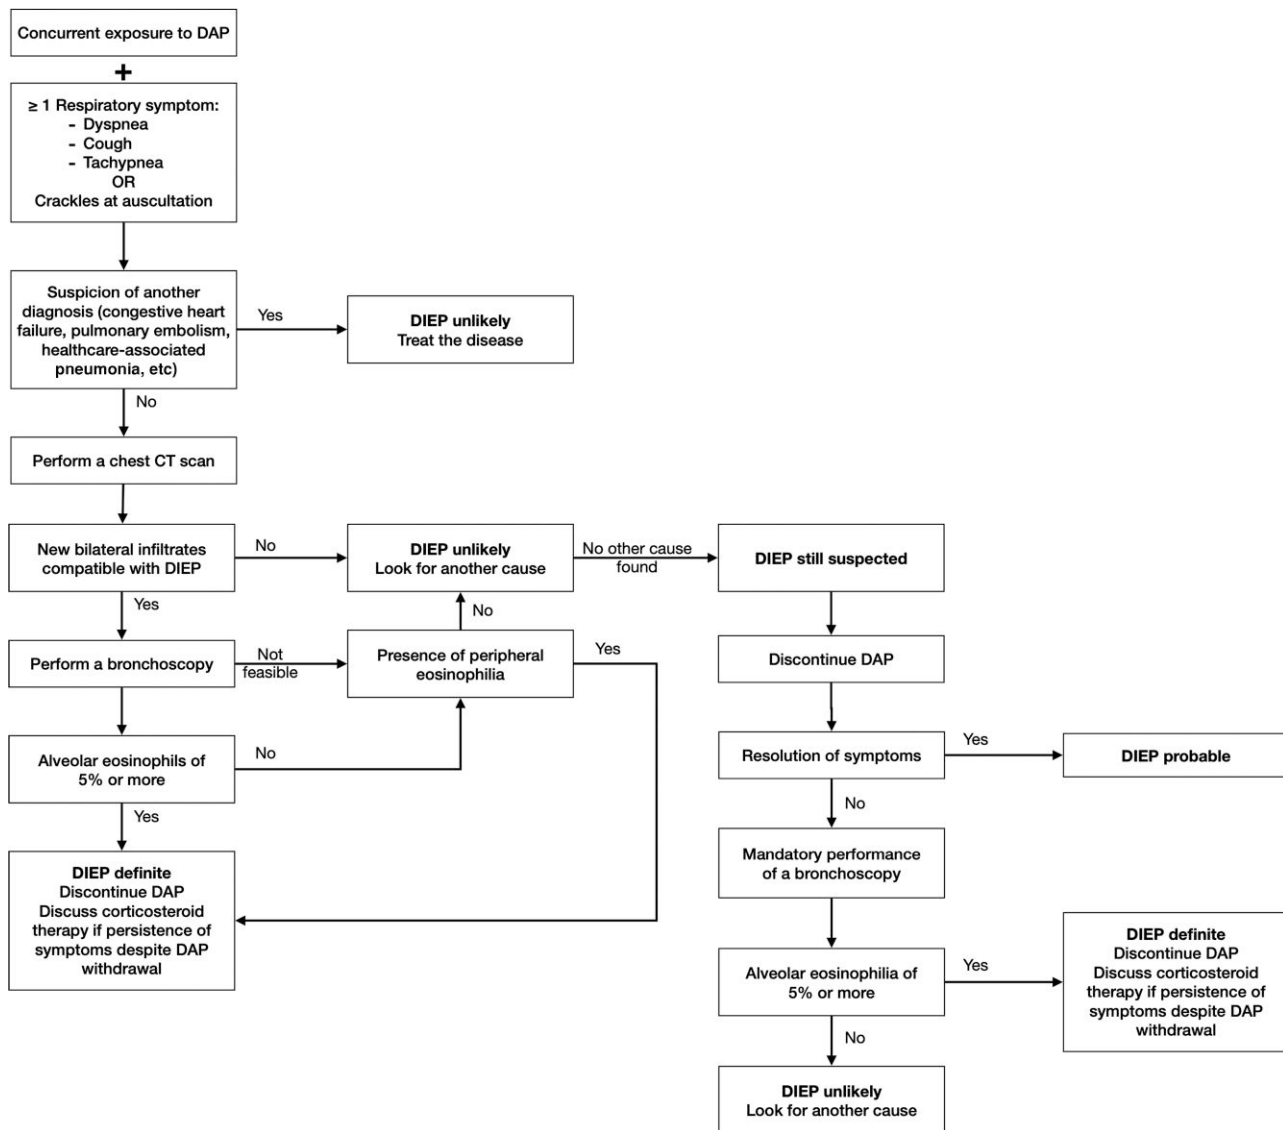 Concurrent exposure to DAP
+
≥ 1 Respiratory symptom:
- Dyspnea
- Cough
- Tachypnea
OR
Crackles at auscultation
Suspicion of another
diagnosis (congestive heart
failure, pulmonary embolism,
healthcare-associated
pneumonia, etc)
Yes
DIEP unlikely
Treat the disease
No
Perform a chest CT scan
New bilateral infiltrates
compatible with DIEP
No
DIEP unlikely
Look for another cause
No other cause
found
DIEP still suspected
Yes
No
Perform a bronchoscopy
Not
feasible
Presence of peripheral
eosinophilia
Yes
Discontinue DAP
Alveolar eosinophils of
5% or more
No
Resolution of symptoms
Yes
DIEP probable
Yes
No
DIEP definite
Discontinue DAP
Discuss corticosteroid
therapy if persistence of
symptoms despite DAP
withdrawal
Mandatory performance
of a bronchoscopy
Alveolar eosinophilia of
5% or more
Yes
DIEP definite
Discontinue DAP
Discuss corticosteroid
therapy if persistence of
symptoms despite DAP
withdrawal
No
DIEP unlikely
Look for another cause